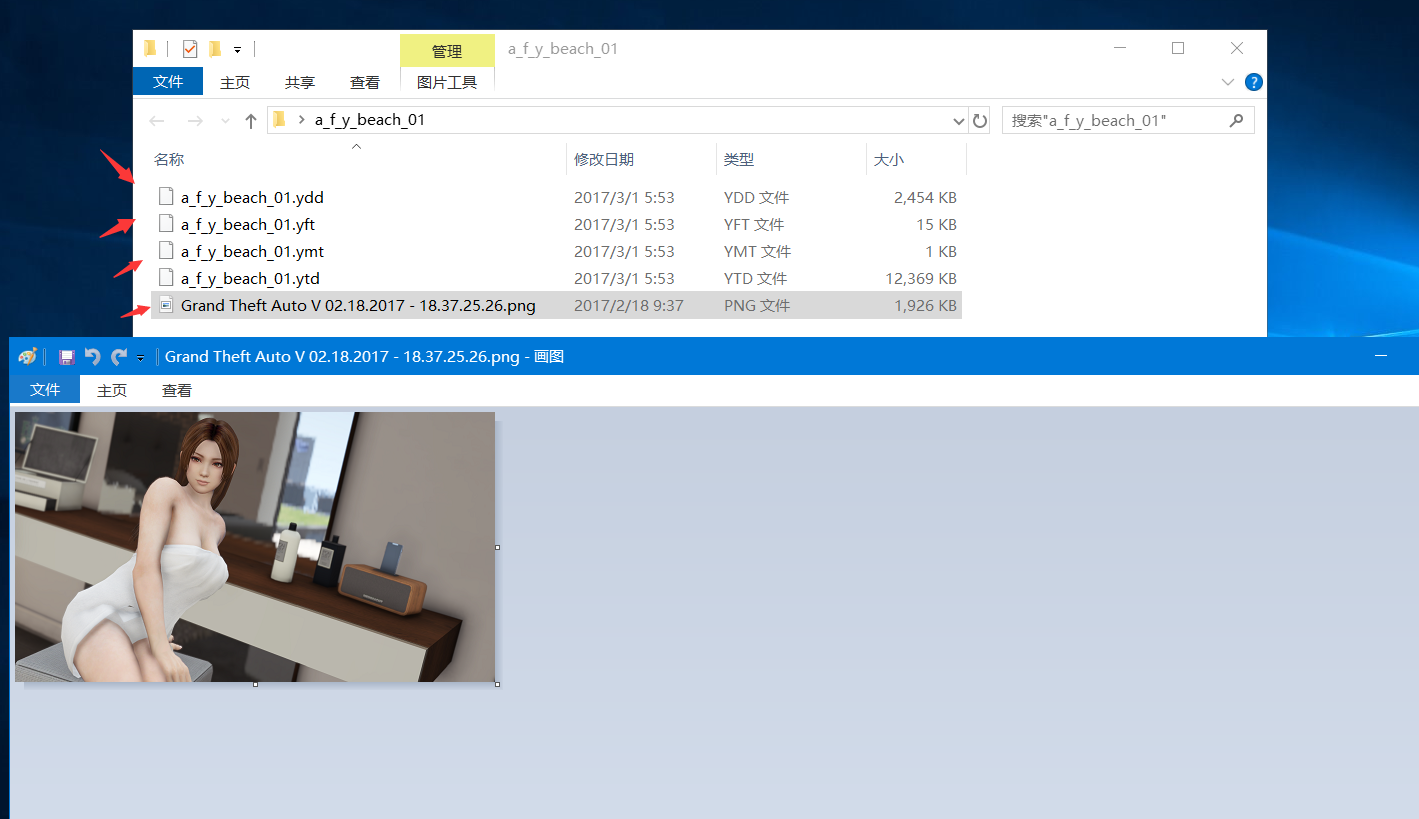 管理
a_f_y_beach_01
文件 主页 共享 查看 图片工具
a_f_y_beach_01 搜索"a_f_y_beach_01"
名称 修改日期 类型 大小
a_f_y_beach_01.ydd 2017/3/1 5:53 YDD 文件 2,454 KB
a_f_y_beach_01.yft 2017/3/1 5:53 YFT 文件 15 KB
a_f_y_beach_01.ymt 2017/3/1 5:53 YMT 文件 1 KB
a_f_y_beach_01.ytd 2017/3/1 5:53 YTD 文件 12,369 KB
Grand Theft Auto V 02.18.2017 - 18.37.25.26.png 2017/2/18 9:37 PNG 文件 1,926 KB
Grand Theft Auto V 02.18.2017 - 18.37.25.26.png - 画图
文件 主页 查看